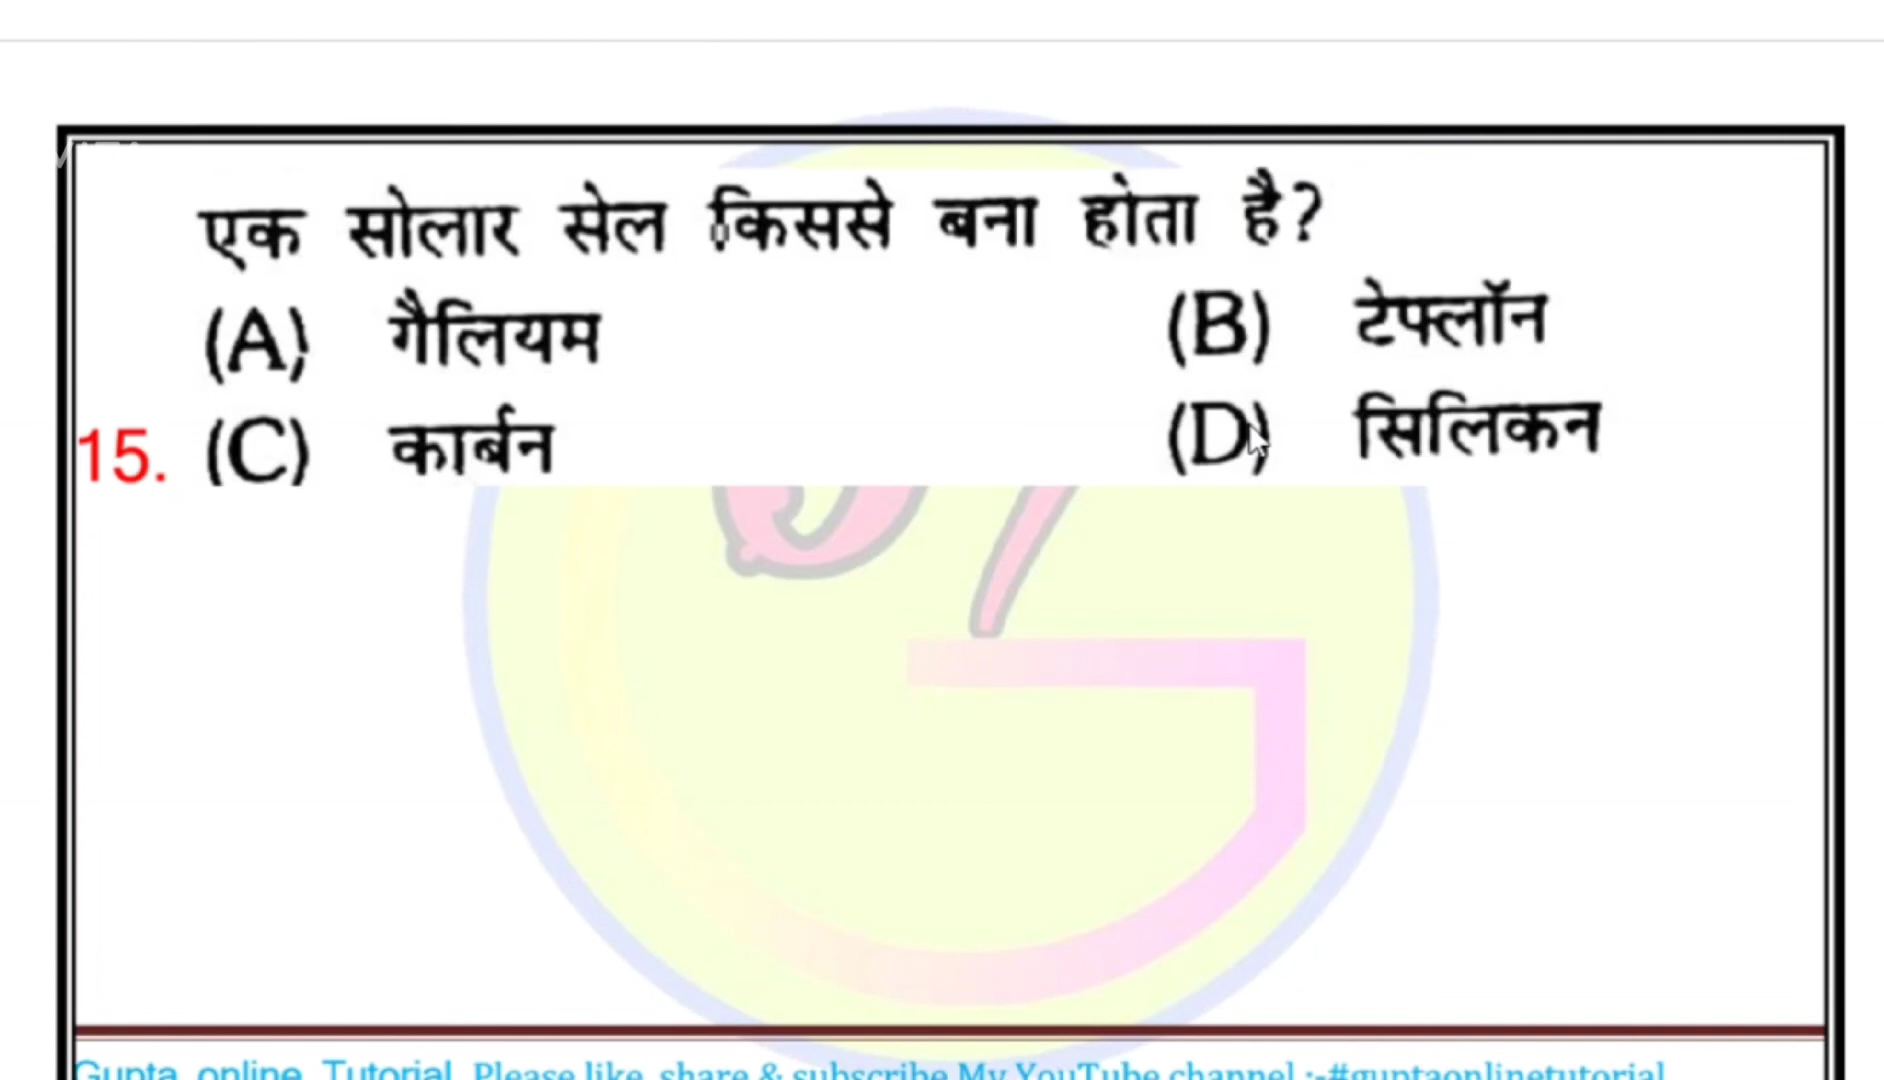 एक सोलार सेल किससे बना होता है?
(A) गैलियम (B) टेफ्लॉन
15. (C) कार्बन (D) सिलिकन
Gupta online Tutorial Please like, share & subscribe My YouTube channel :-#guptaonlinetutorial